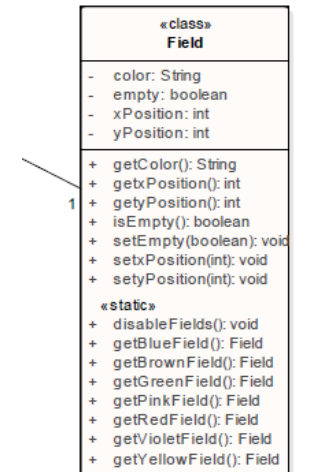 «class»
Field
- color: String
- empty: boolean
- xPosition: int
- yPosition: int
+ getColor(): String
+ getxPosition(): int
+ getyPosition(): int
1
+ isEmpty(): boolean
+ setEmpty(boolean): void
+ setxPosition(int): void
+ setyPosition(int): void
«static»
+ disableFields(): void
+ getBlueField(): Field
+ getBrownField(): Field
+ getGreenField(): Field
+ getPinkField(): Field
+ getRedField(): Field
+ getVioletField(): Field
+ getYellowField(): Field